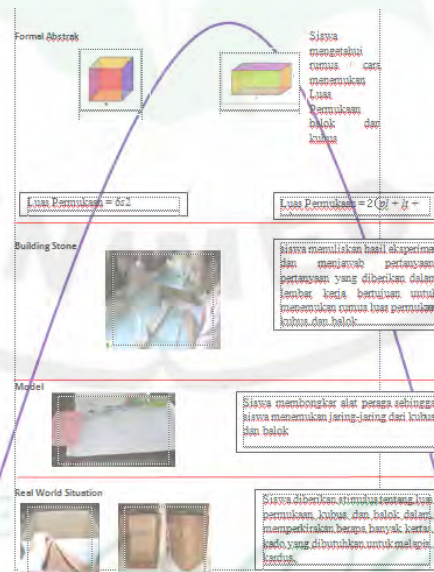 Formal Abstrak
Siswa
mengetahui
rumus / cara
menemukan
Luas
Permukaan
balok dan
kubus
Luas Permukaan = 6s2
Luas Permukaan = 2(pl + lt +
Building Stone
siswa menuliskan hasil eksperime
dan menjawab pertanyaan
pertanyaan yang diberikan dalam
lembar kerja bertujuan untuk
menemukan rumus luas permukaa
kubus dan balok
Model
Siswa membongkar alat peraga sehingga
siswa menemukan jaring-jaring dari kubus
dan balok
Real World Situation
Siswa diberikan stimulus tentang luas
permukaan kubus dan balok dalam
memperkirakan berapa banyak kertas
kado yang dibutuhkan untuk melapis
kardus.